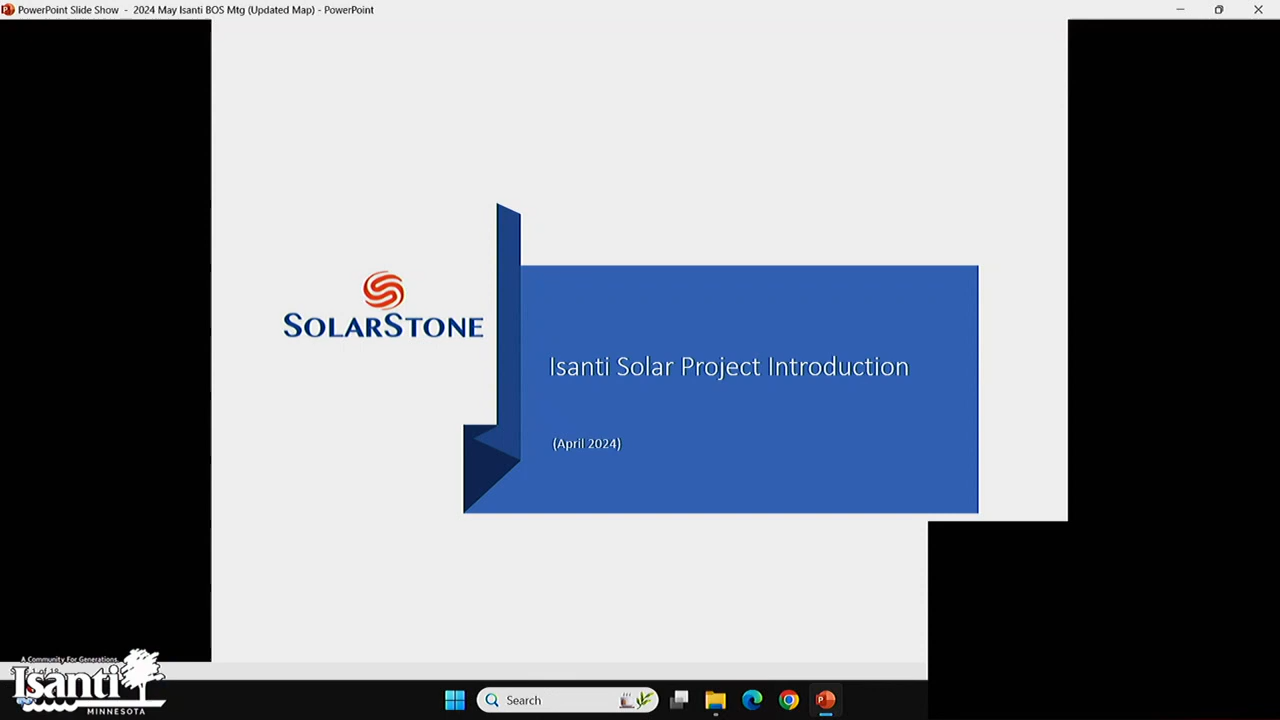 PowerPoint Slide Show - 2024 May Isanti BOS Mtg (Updated Map) - PowerPoint
SOLARSTONE
Isanti Solar Project Introduction
(April 2024)
A Community For Generations
Isanti
MINNESOTA
Search